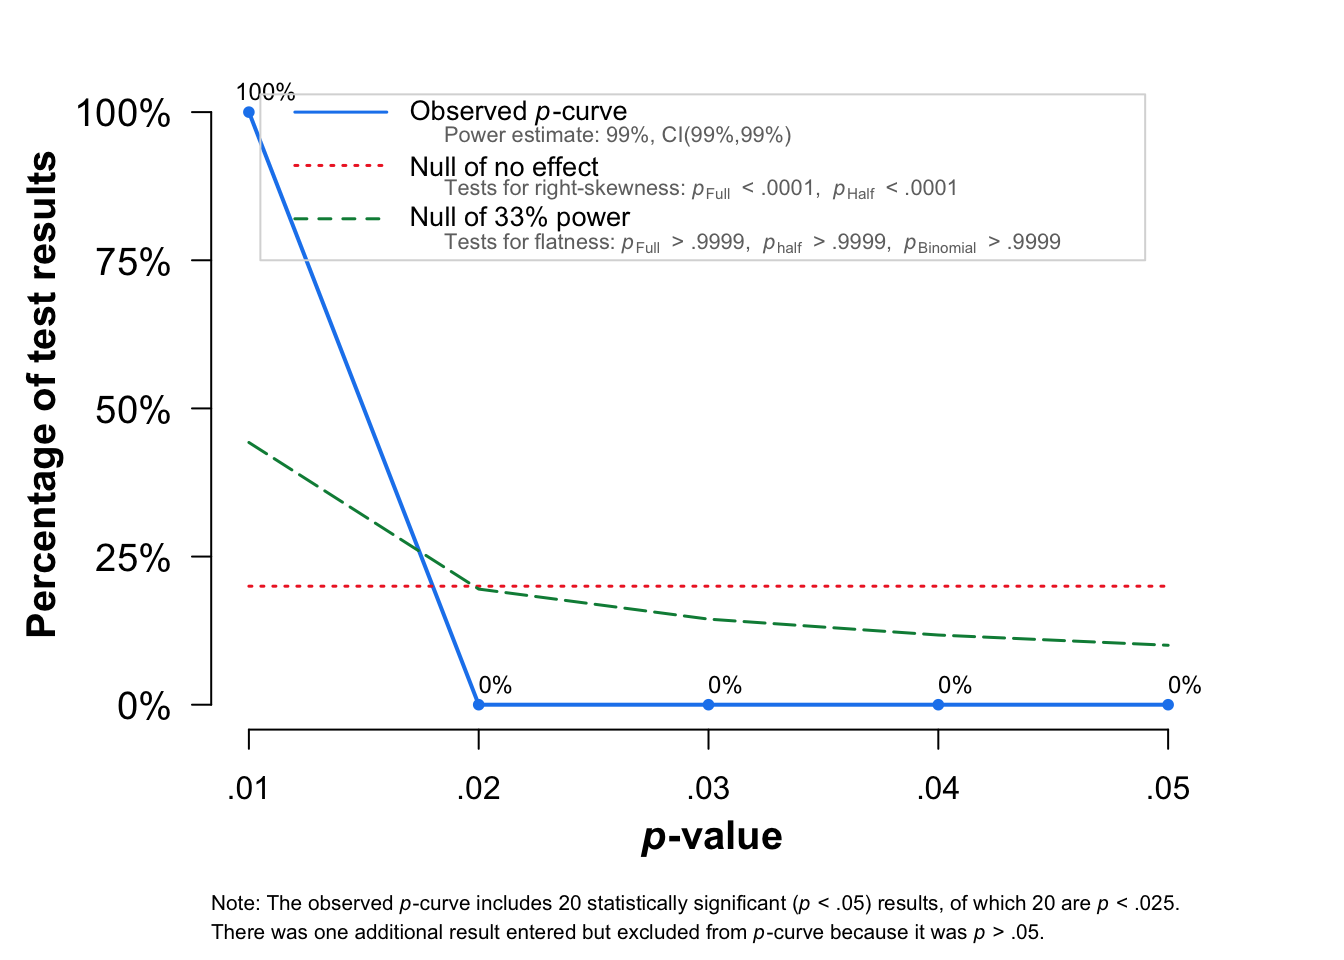 100%
100%
Observed p-curve
Power estimate: 99%, CI(99%,99%)
Null of no effect
Tests for right-skewness: pFull < .0001, pHalf < .0001
Null of 33% power
Tests for flatness: pFull > .9999, phalf > .9999, pBinomial > .9999
75%
50%
25%
0%
Percentage of test results
0%
0%
0%
0%
.01
.02
.03
.04
.05
p-value
Note: The observed p-curve includes 20 statistically significant (p < .05) results, of which 20 are p < .025.
There was one additional result entered but excluded from p-curve because it was p > .05.